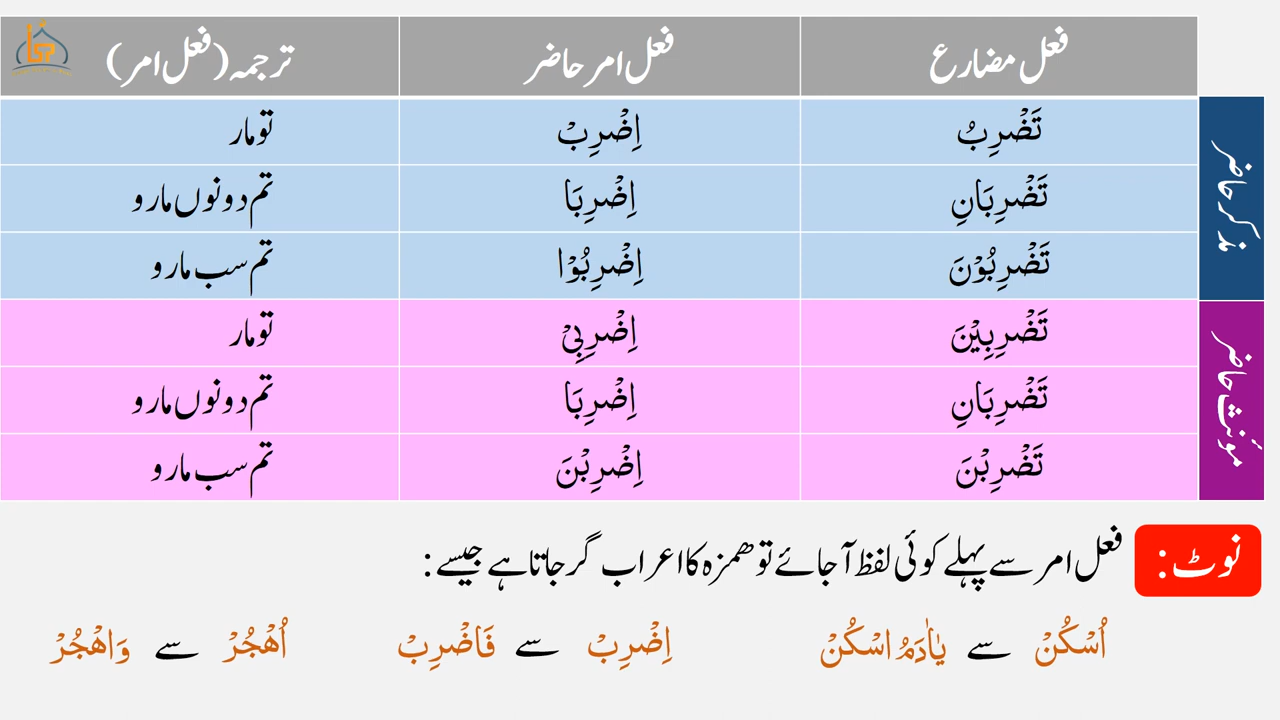 فعل مضارع فعل امر حاضر ترجمہ (فعل امر)
مذکر حاضر
تَضْرِبُ اِضْرِبْ تو مار
تَضْرِبَانِ اِضْرِبَا تم دونوں مارو
تَضْرِبُوْنَ اِضْرِبُوْا تم سب مارو
مؤنث حاضر
تَضْرِبِيْنَ اِضْرِبِيْ تو مار
تَضْرِبَانِ اِضْرِبَا تم دونوں مارو
تَضْرِبْنَ اِضْرِبْنَ تم سب مارو
نوٹ: فعل امر سے پہلے کوئی لفظ آجائے تو ھمزہ کا اعراب گر جاتا ہے جیسے:
اُسْكُنْ سے يٰاٰدَمُ اسْكُنْ اِضْرِبْ سے فَاضْرِبْ اُهْجُرْ سے وَاهْجُرْ